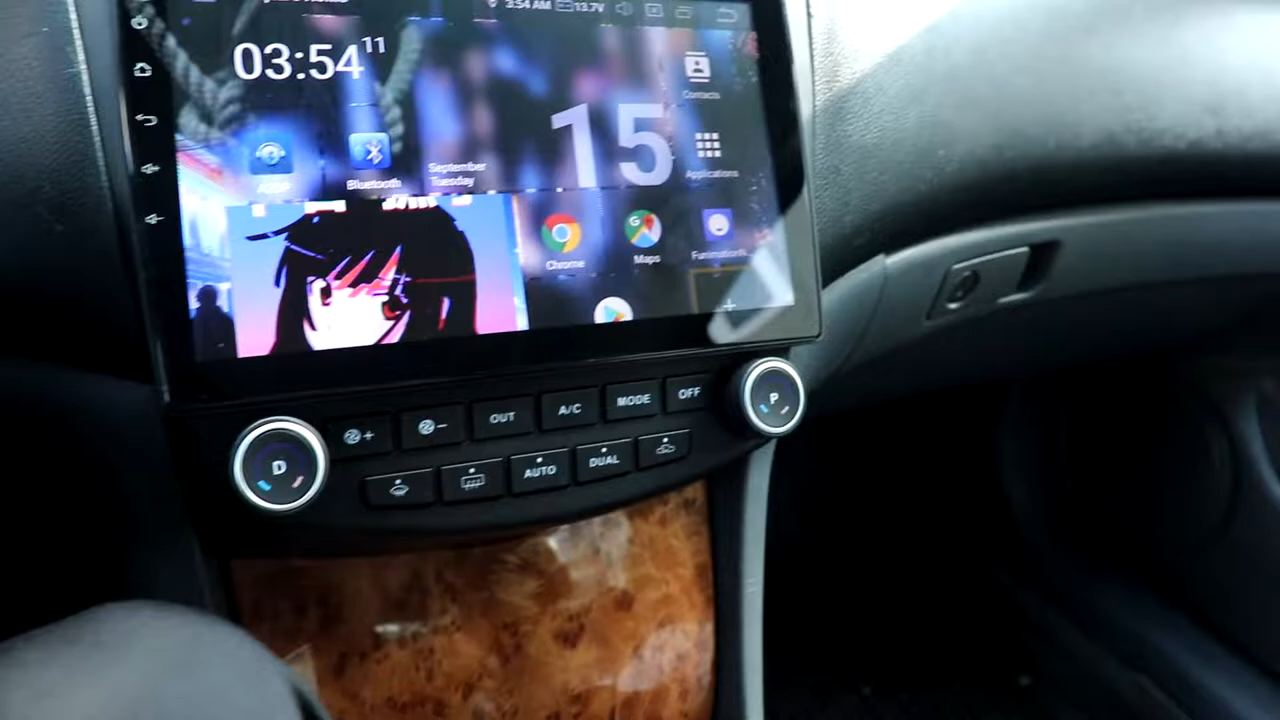 3:54 AM 13.7V
03:54 11
15
Contacts
Bluetooth
September
Tuesday
Applications
Chrome
Maps
OUT
A/C
MODE
OFF
P
D
AUTO
DUAL